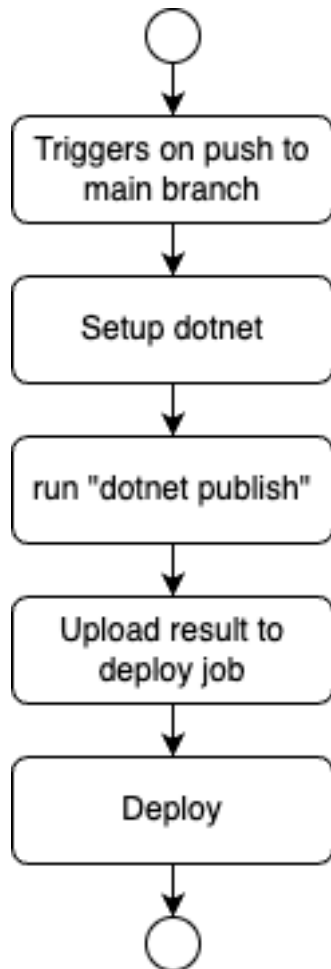 Triggers on push to
main branch
Setup dotnet
run "dotnet publish"
Upload result to
deploy job
Deploy